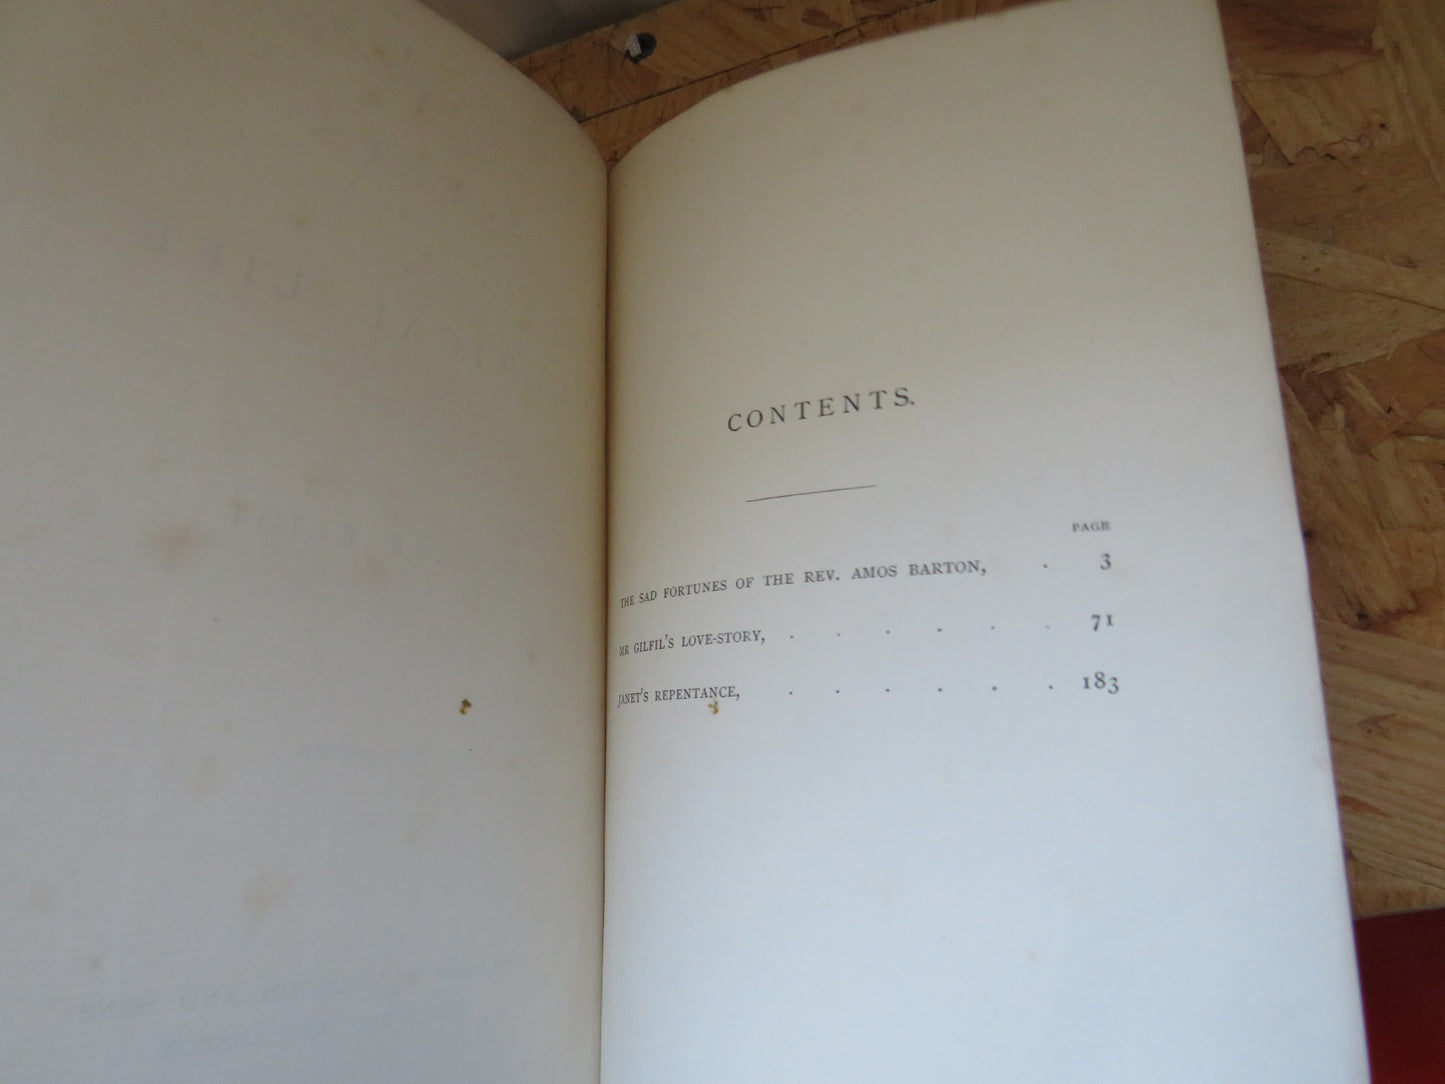 CONTENTS.
PAGE
THE SAD FORTUNES OF THE REV. AMOS BARTON, . 3
MR GILFIL'S LOVE-STORY, . . . . . . 71
JANET'S REPENTANCE, . . . . . . 183